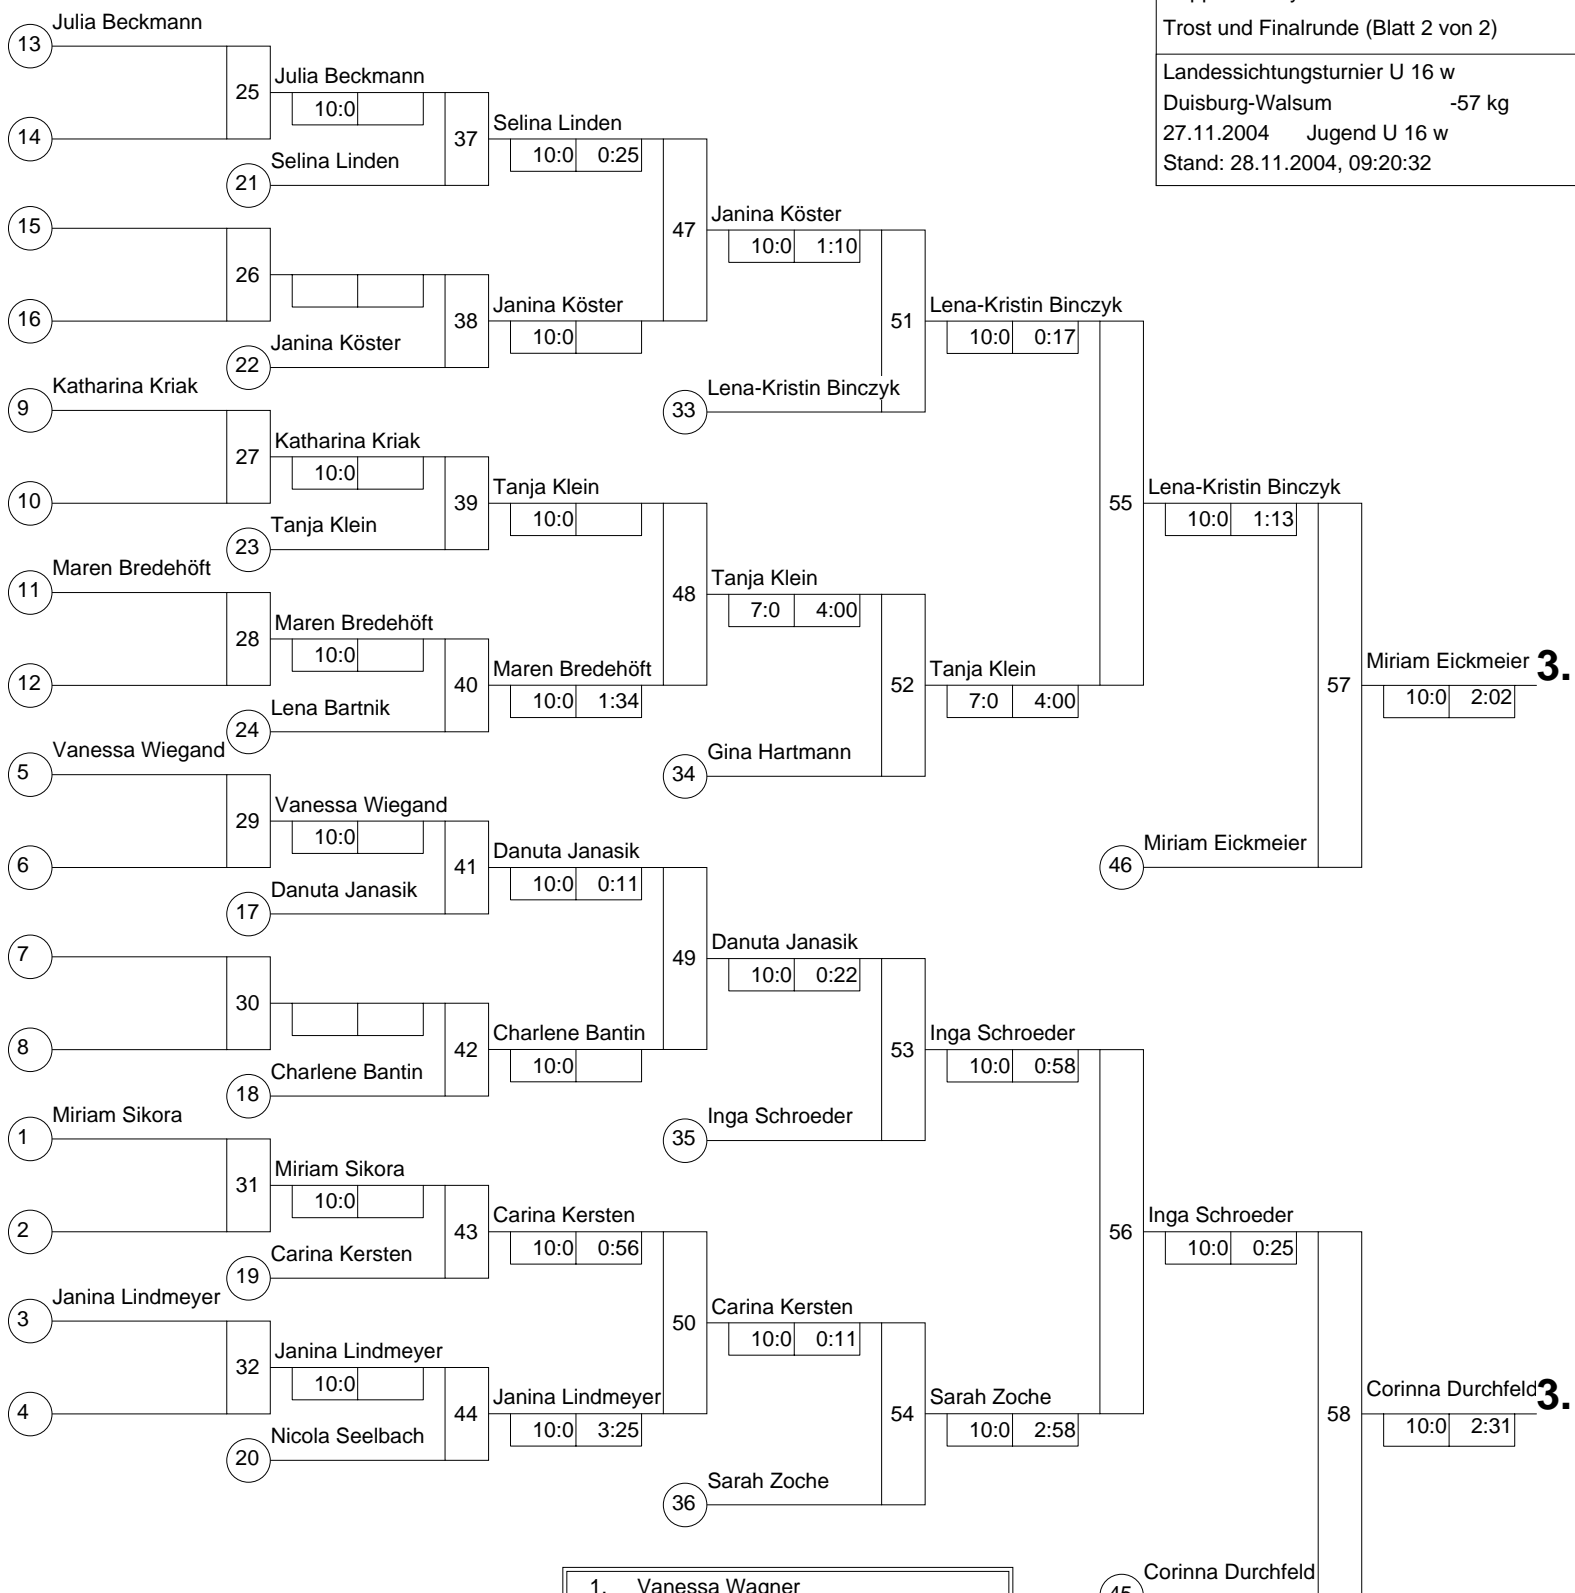 Trost und Finalrunde (Blatt 2 von 2)
Landessichtungsturnier U 16 w
Duisburg-Walsum -57 kg
27.11.2004 Jugend U 16 w
Stand: 28.11.2004, 09:20:32
Julia Beckmann
13
25
Julia Beckmann
10:0
14
37
Selina Linden
10:0 0:25
Selina Linden
21
15
47
Janina Köster
10:0 1:10
26
16
38
Janina Köster
10:0
Janina Köster
22
51
Lena-Kristin Binczyk
10:0 0:17
Katharina Kriak
9
Lena-Kristin Binczyk
33
27
Katharina Kriak
10:0
10
39
Tanja Klein
10:0
Tanja Klein
23
55
Lena-Kristin Binczyk
10:0 1:13
Maren Bredehöft
11
48
Tanja Klein
7:0 4:00
28
Maren Bredehöft
10:0
12
40
Maren Bredehöft
10:0 1:34
Lena Bartnik
24
52
Tanja Klein
7:0 4:00
57
Miriam Eickmeier 3.
10:0 2:02
Vanessa Wiegand
5
Gina Hartmann
34
29
Vanessa Wiegand
10:0
6
41
Danuta Janasik
10:0 0:11
Miriam Eickmeier
46
Danuta Janasik
17
7
49
Danuta Janasik
10:0 0:22
30
8
42
Charlene Bantin
10:0
Charlene Bantin
18
53
Inga Schroeder
10:0 0:58
Miriam Sikora
1
Inga Schroeder
35
31
Miriam Sikora
10:0
2
43
Carina Kersten
10:0 0:56
Carina Kersten
19
56
Inga Schroeder
10:0 0:25
Janina Lindmeyer
3
50
Carina Kersten
10:0 0:11
32
Janina Lindmeyer
10:0
4
44
Janina Lindmeyer
10:0 3:25
Nicola Seelbach
20
54
Sarah Zoche
10:0 2:58
58
Corinna Durchfeld 3.
10:0 2:31
Sarah Zoche
36
Corinna Durchfeld
45
1. Vanessa Wagner